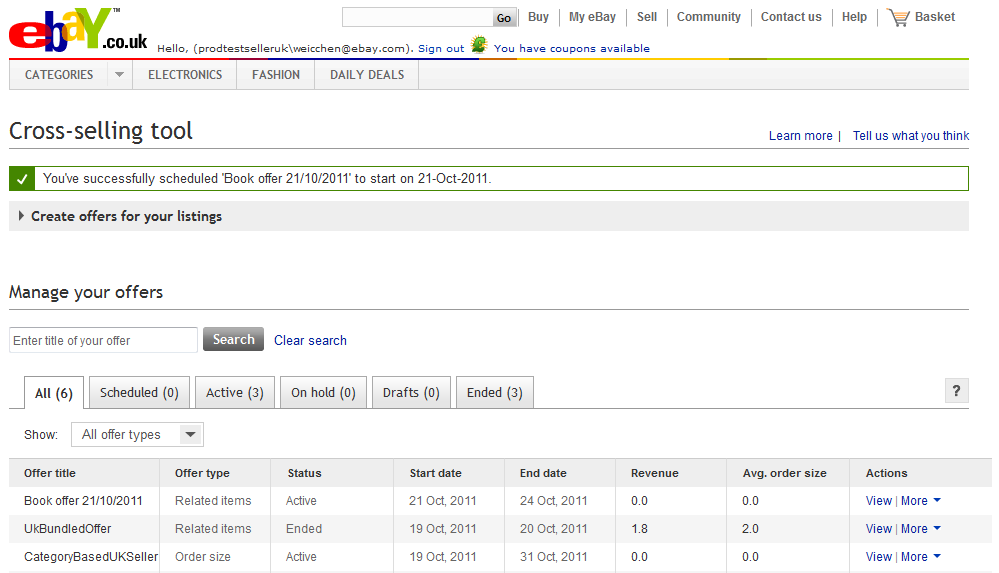 ebay.co.uk™
Go
Buy My eBay Sell Community Contact us Help Basket
Hello, (prodtestselleruk\weicchen@ebay.com). Sign out You have coupons available
CATEGORIES ELECTRONICS FASHION DAILY DEALS
Cross-selling tool
Learn more | Tell us what you think
You've successfully scheduled 'Book offer 21/10/2011' to start on 21-Oct-2011.
Create offers for your listings
Manage your offers
Enter title of your offer Search Clear search
All (6) Scheduled (0) Active (3) On hold (0) Drafts (0) Ended (3) ?
Show: All offer types
Offer title Offer type Status Start date End date Revenue Avg. order size Actions
Book offer 21/10/2011 Related items Active 21 Oct, 2011 24 Oct, 2011 0.0 0.0 View | More
UkBundledOffer Related items Ended 19 Oct, 2011 20 Oct, 2011 1.8 2.0 View | More
CategoryBasedUKSeller Order size Active 19 Oct, 2011 31 Oct, 2011 0.0 0.0 View | More